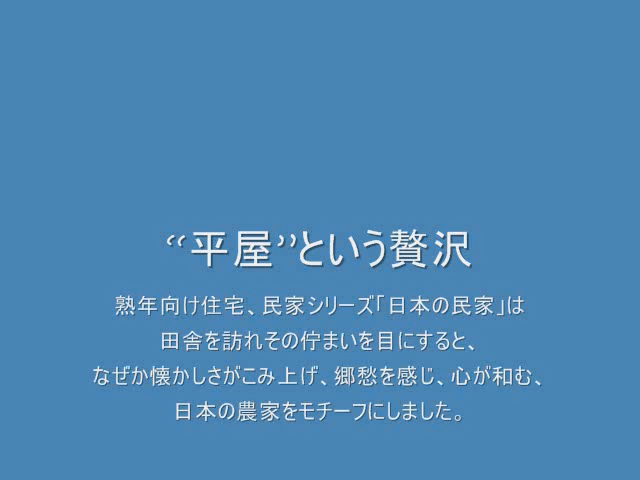 “平屋”という贅沢
熟年向け住宅、民家シリーズ「日本の民家」は
田舎を訪れその佇まいを目にすると、
なぜか懐かしさがこみ上げ、郷愁を感じ、心が和む、
日本の農家をモチーフにしました。